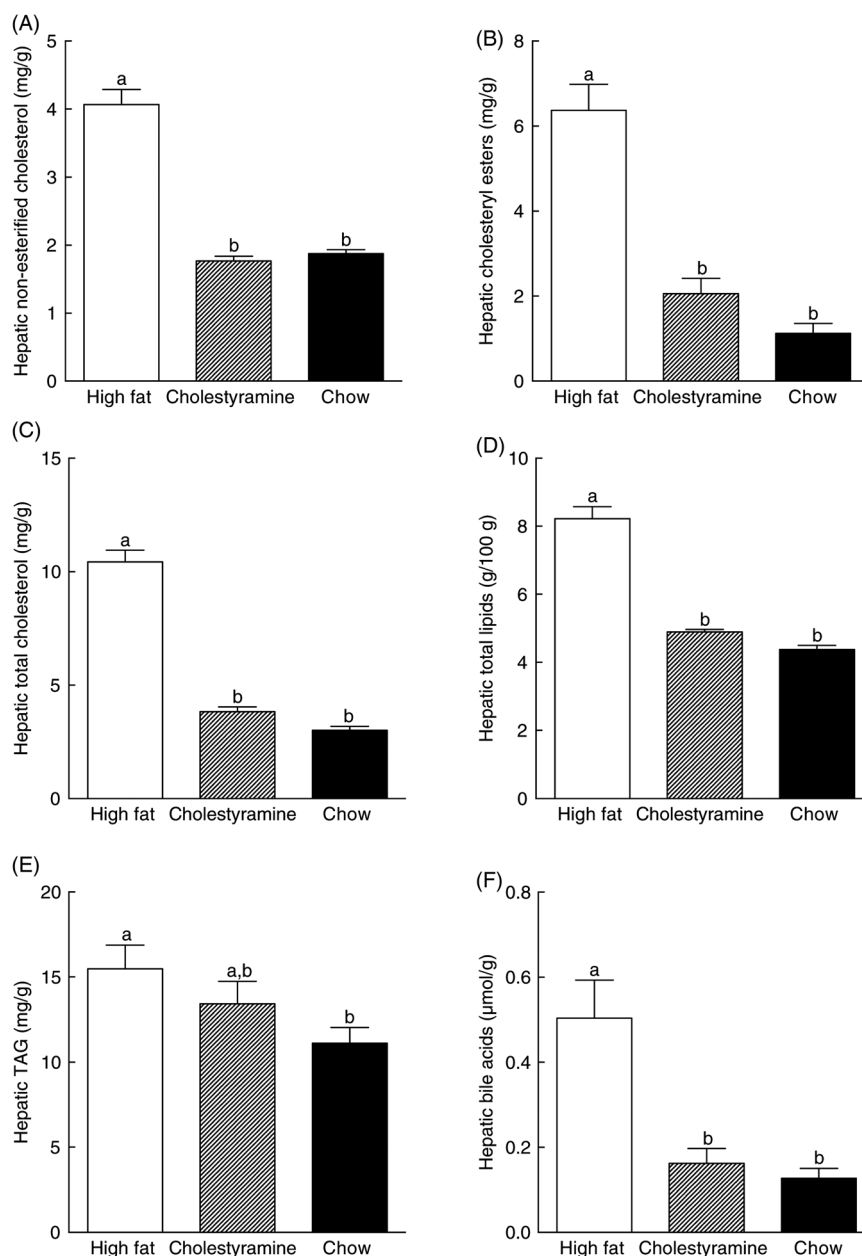 (A)
Hepatic non-esterified cholesterol (mg/g)
5
4
3
2
1
0
a
b
b
High fat Cholestyramine Chow
(B)
Hepatic cholesteryl esters (mg/g)
8
6
4
2
0
a
b
b
High fat Cholestyramine Chow
(C)
Hepatic total cholesterol (mg/g)
15
10
5
0
a
b
b
High fat Cholestyramine Chow
(D)
Hepatic total lipids (g/100 g)
10
8
6
4
2
0
a
b
b
High fat Cholestyramine Chow
(E)
Hepatic TAG (mg/g)
20
15
10
5
0
a
a,b
b
High fat Cholestyramine Chow
(F)
Hepatic bile acids (μmol/g)
0.8
0.6
0.4
0.2
0.0
a
b
b
High fat Cholestyramine Chow